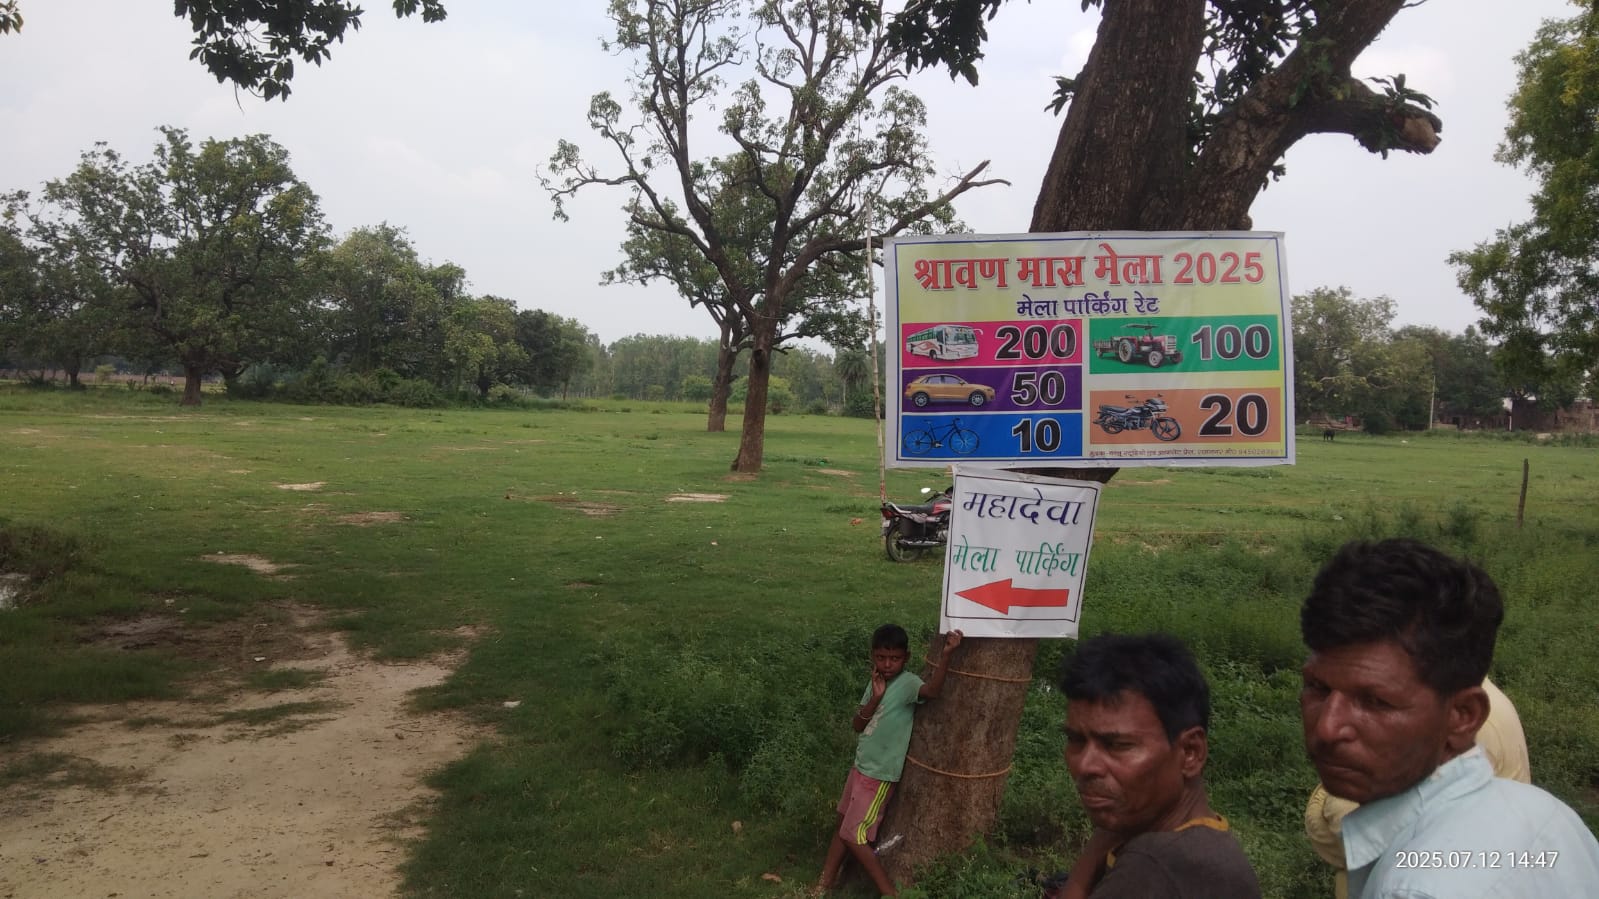 श्रावण मास मेला 2025
मेला पार्किंग रेट
200
100
50
20
10
महादेवा
मेला पार्किंग
2025.07.12 14:47